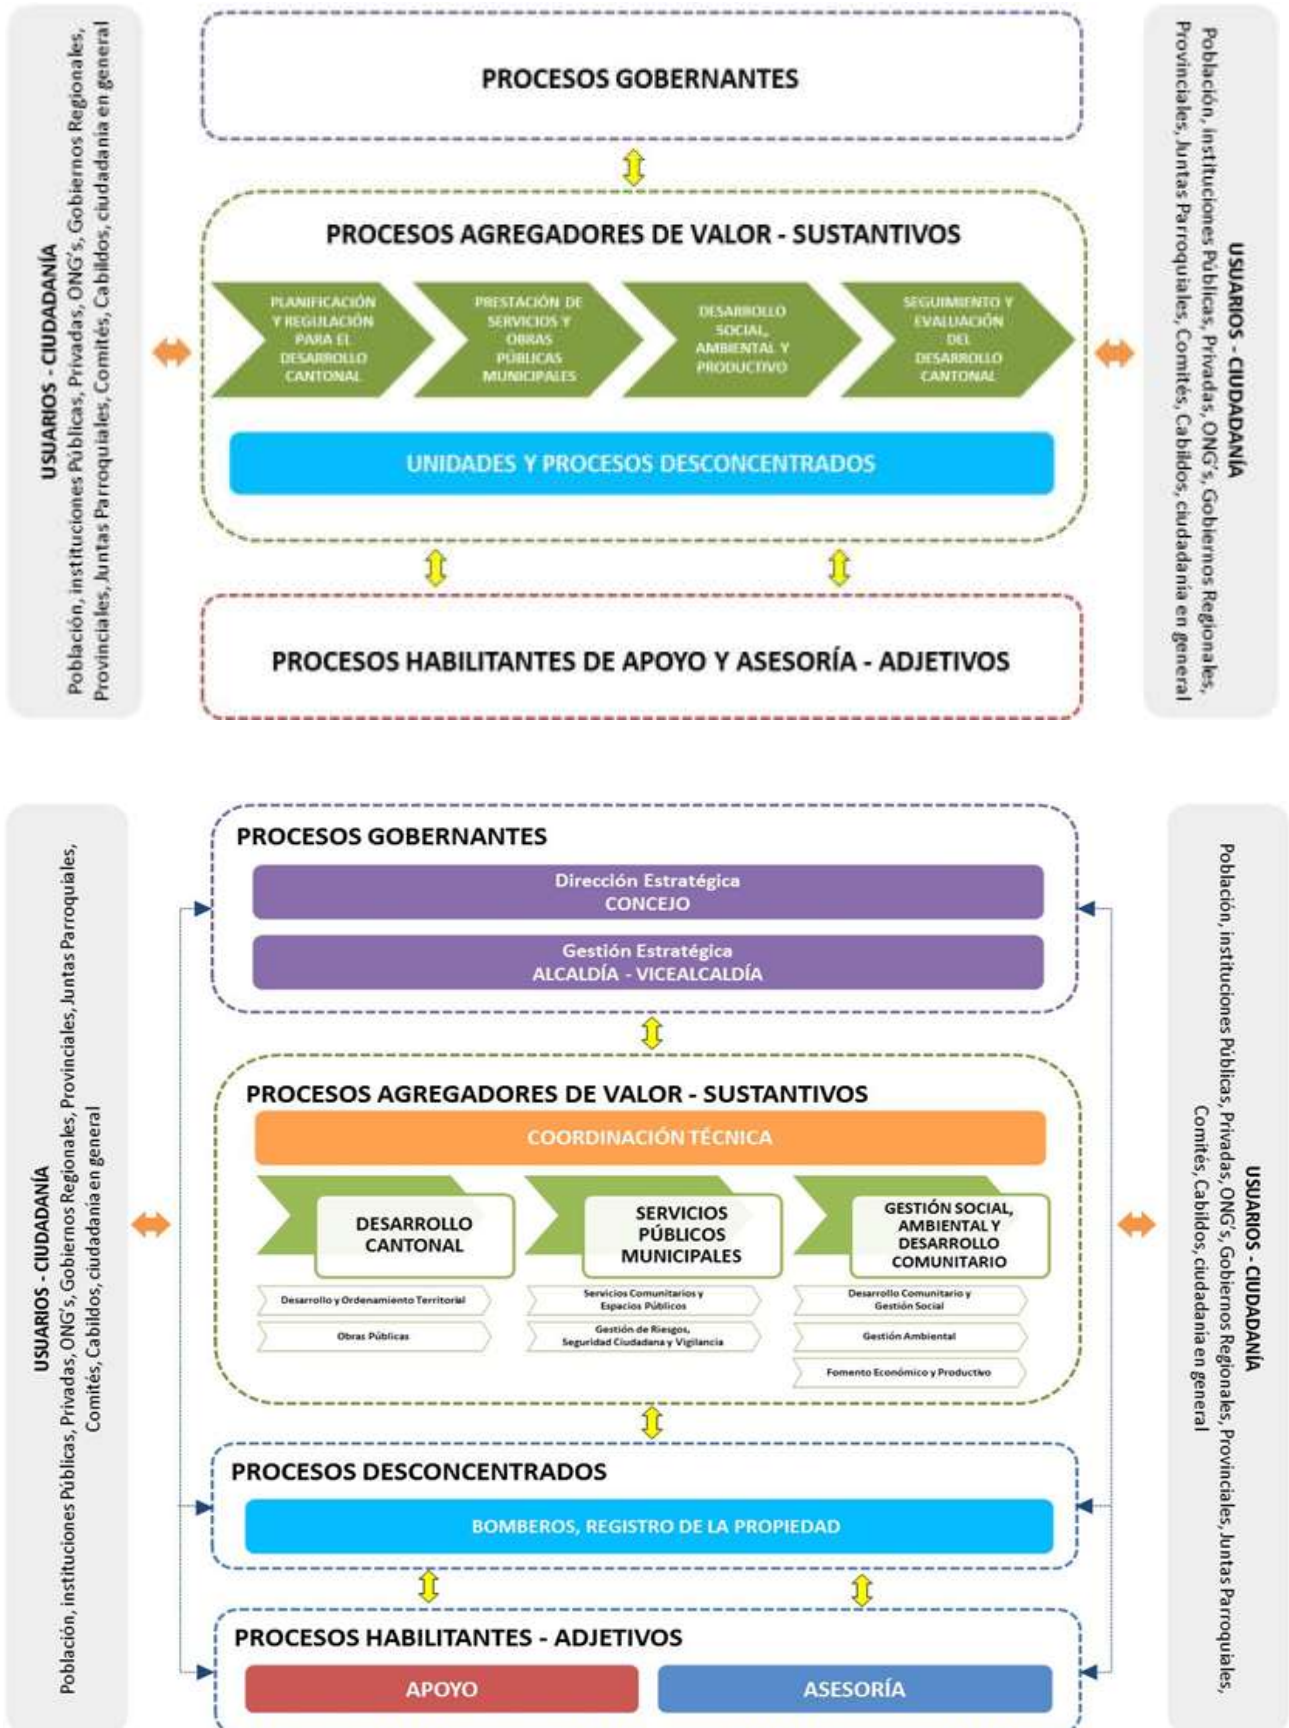 USUARIOS - CIUDADANÍA
Población, instituciones Públicas, Privadas, ONG's, Gobiernos Regionales,
Provinciales, Juntas Parroquiales, Comités, Cabildos, ciudadanía en general
PROCESOS GOBERNANTES
PROCESOS AGREGADORES DE VALOR - SUSTANTIVOS
PLANIFICACIÓN
Y REGULACIÓN
PARA EL
DESARROLLO
CANTONAL
PRESTACIÓN DE
SERVICIOS Y
OBRAS
PÚBLICAS
MUNICIPALES
DESARROLLO
SOCIAL,
AMBIENTAL Y
PRODUCTIVO
SEGUIMIENTO Y
EVALUACIÓN
DEL
DESARROLLO
CANTONAL
UNIDADES Y PROCESOS DESCONCENTRADOS
PROCESOS HABILITANTES DE APOYO Y ASESORÍA - ADJETIVOS
USUARIOS - CIUDADANÍA
Población, instituciones Públicas, Privadas, ONG's, Gobiernos Regionales,
Provinciales, Juntas Parroquiales, Comités, Cabildos, ciudadanía en general
USUARIOS - CIUDADANÍA
Población, instituciones Públicas, Privadas, ONG's, Gobiernos Regionales, Provinciales, Juntas Parroquiales,
Comités, Cabildos, ciudadanía en general
PROCESOS GOBERNANTES
Dirección Estratégica
CONCEJO
Gestión Estratégica
ALCALDÍA - VICEALCALDÍA
PROCESOS AGREGADORES DE VALOR - SUSTANTIVOS
COORDINACIÓN TÉCNICA
DESARROLLO
CANTONAL
Desarrollo y Ordenamiento Territorial
Obras Públicas
SERVICIOS
PÚBLICOS
MUNICIPALES
Servicios Comunitarios y
Espacios Públicos
Gestión de Riesgos,
Seguridad Ciudadana y Vigilancia
GESTIÓN SOCIAL,
AMBIENTAL Y
DESARROLLO
COMUNITARIO
Desarrollo Comunitario y
Gestión Social
Gestión Ambiental
Fomento Económico y Productivo
PROCESOS DESCONCENTRADOS
BOMBEROS, REGISTRO DE LA PROPIEDAD
PROCESOS HABILITANTES - ADJETIVOS
APOYO
ASESORÍA
USUARIOS - CIUDADANÍA
Población, instituciones Públicas, Privadas, ONG's, Gobiernos Regionales, Provinciales, Juntas Parroquiales,
Comités, Cabildos, ciudadanía en general